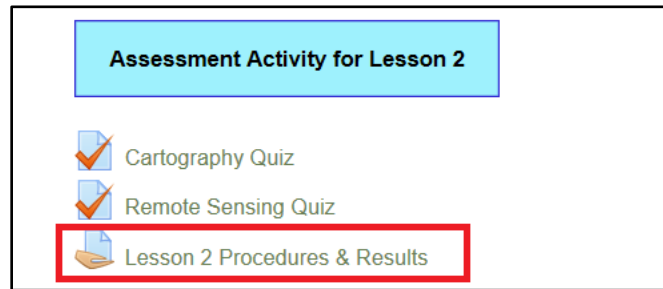 Assessment Activity for Lesson 2
Cartography Quiz
Remote Sensing Quiz
Lesson 2 Procedures & Results